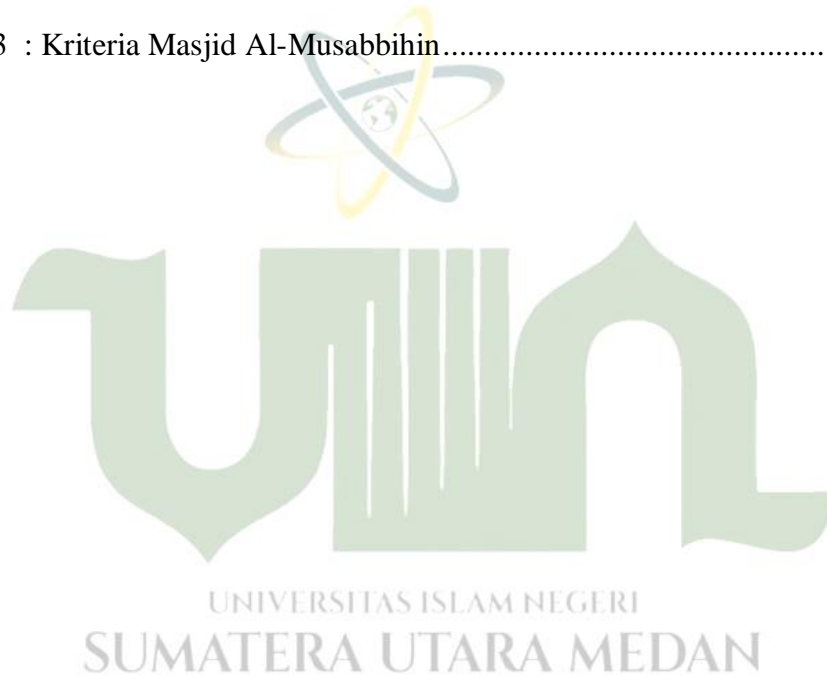 3 : Kriteria Masjid Al-Musabbihin..............................................
UNIVERSITAS ISLAM NEGERI
SUMATERA UTARA MEDAN